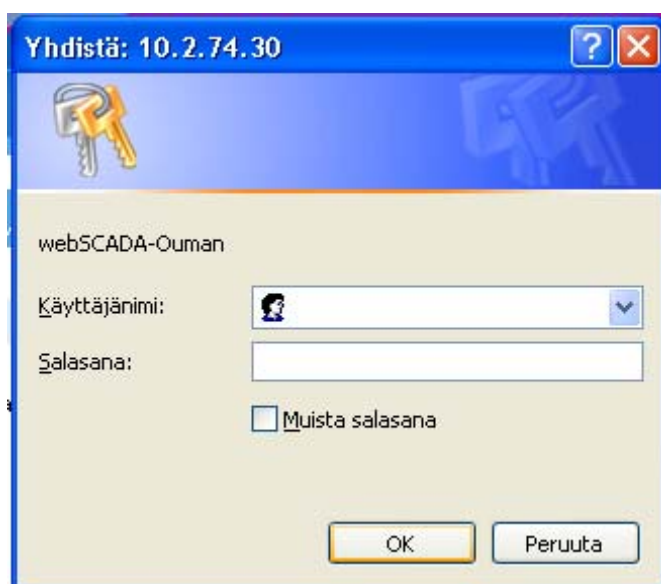 Yhdistä: 10.2.74.30
webSCADA-Ouman
Käyttäjänimi:
Salasana:
Muista salasana
OK Peruuta